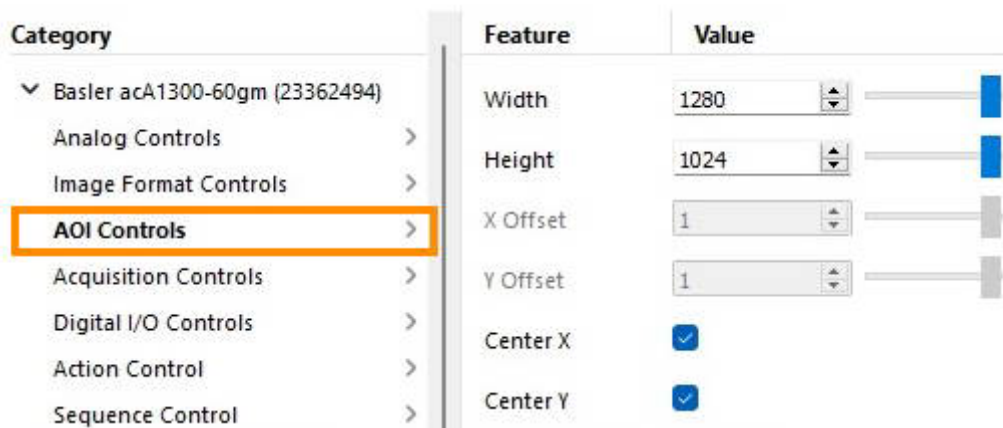 Category
Basler acA1300-60gm (23362494)
Analog Controls
Image Format Controls
AOI Controls
Acquisition Controls
Digital I/O Controls
Action Control
Sequence Control
Feature Value
Width 1280
Height 1024
X Offset 1
Y Offset 1
Center X
Center Y